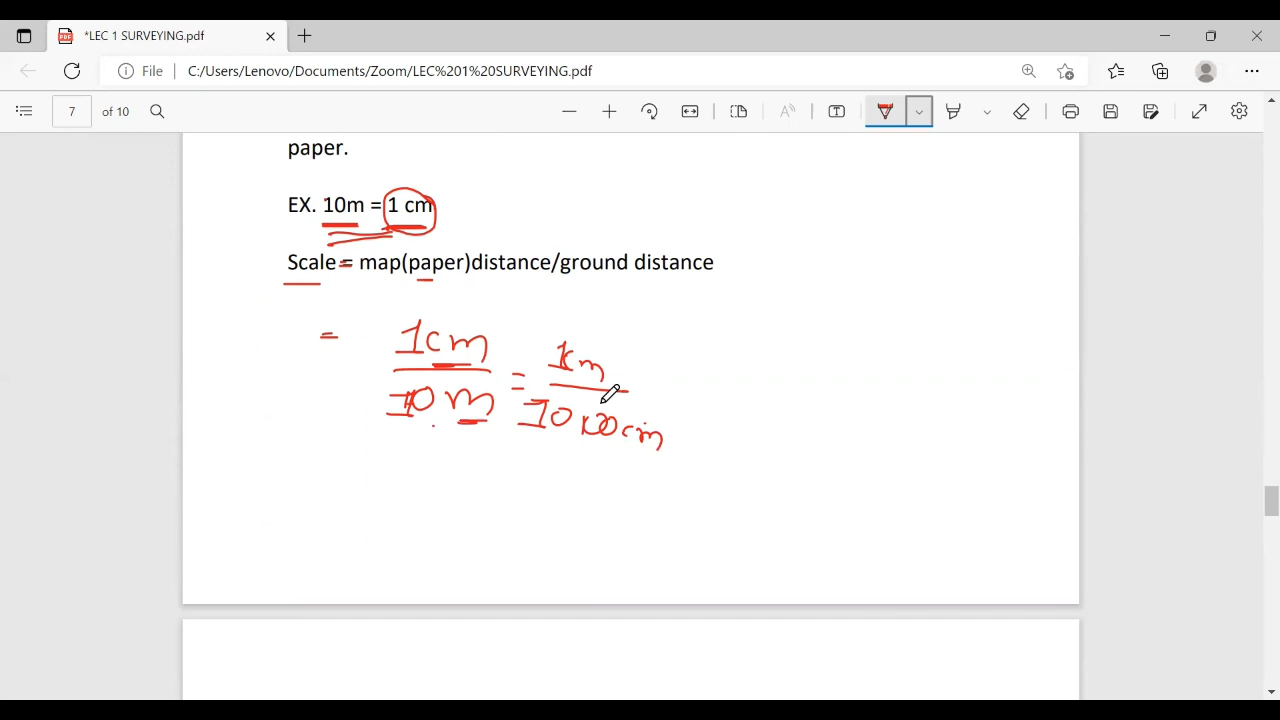 *LEC 1 SURVEYING.pdf
File C:/Users/Lenovo/Documents/Zoom/LEC%201%20SURVEYING.pdf
7 of 10
paper.
EX. 10m = 1 cm
Scale = map(paper)distance/ground distance
= 1cm / 10 m = 1cm / 10 100cm